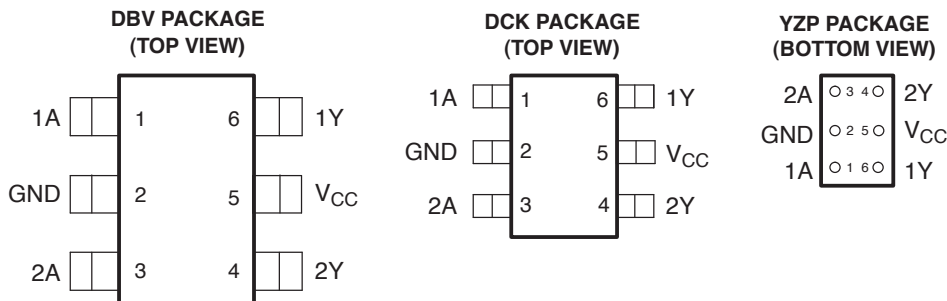 DBV PACKAGE
(TOP VIEW)
1A 1 6 1Y
GND 2 5 VCC
2A 3 4 2Y
DCK PACKAGE
(TOP VIEW)
1A 1 6 1Y
GND 2 5 VCC
2A 3 4 2Y
YZP PACKAGE
(BOTTOM VIEW)
2A 3 4 2Y
GND 2 5 VCC
1A 1 6 1Y